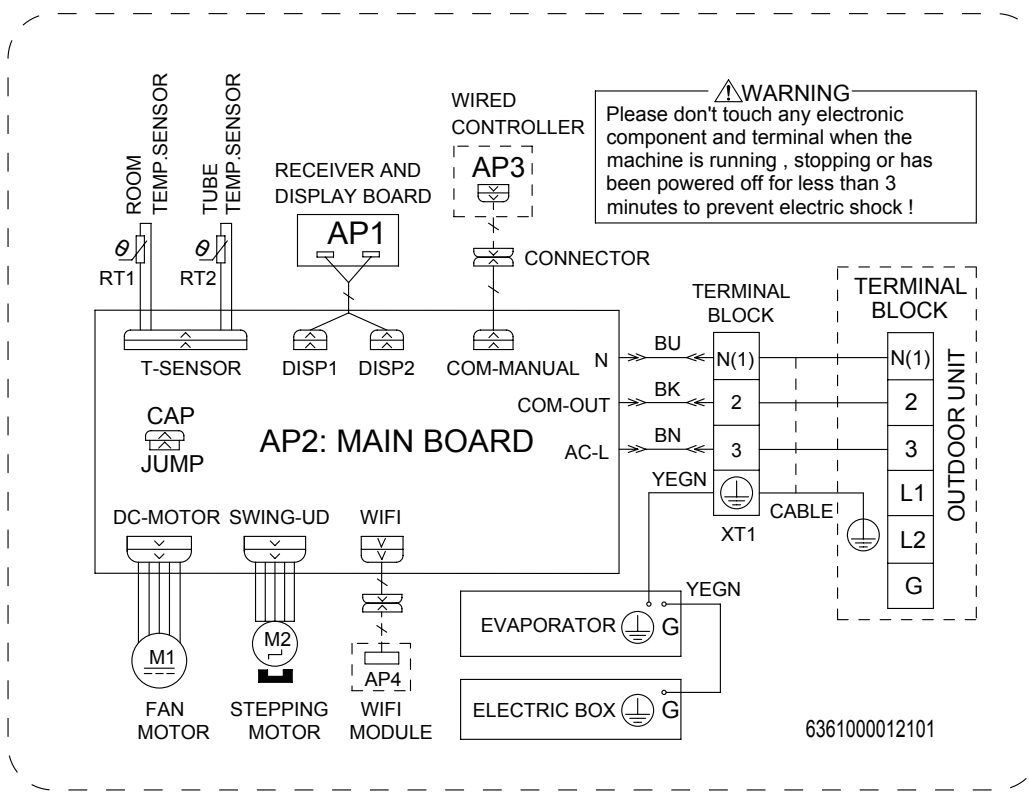 WARNING
Please don't touch any electronic
component and terminal when the
machine is running , stopping or has
been powered off for less than 3
minutes to prevent electric shock !
ROOM
TEMP.SENSOR
TUBE
TEMP.SENSOR
RT1
RT2
RECEIVER AND
DISPLAY BOARD
AP1
WIRED
CONTROLLER
AP3
CONNECTOR
T-SENSOR
DISP1
DISP2
COM-MANUAL
N
BU
COM-OUT
BK
AC-L
BN
YEGN
CAP
JUMP
AP2: MAIN BOARD
TERMINAL
BLOCK
N(1)
2
3
XT1
CABLE
TERMINAL
BLOCK
N(1)
2
3
L1
L2
G
OUTDOOR UNIT
DC-MOTOR
SWING-UD
WIFI
M1
FAN
MOTOR
M2
STEPPING
MOTOR
AP4
WIFI
MODULE
EVAPORATOR
G
YEGN
ELECTRIC BOX
G
6361000012101